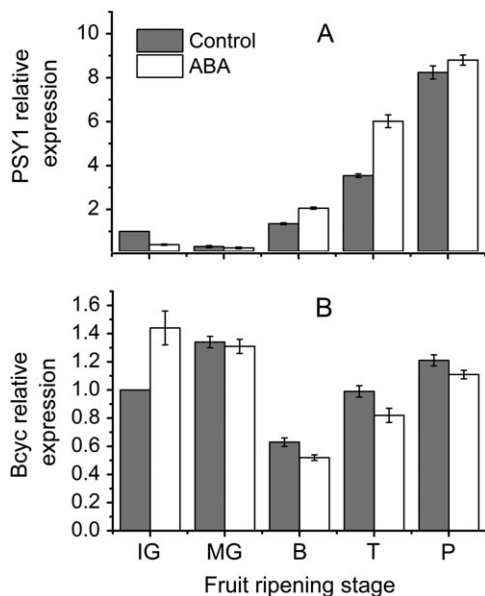 A
Control
ABA
10
8
6
4
2
PSY1 relative
expression
B
1.6
1.4
1.2
1.0
0.8
0.6
0.4
0.2
0.0
Bcyc relative
expression
IG MG B T P
Fruit ripening stage